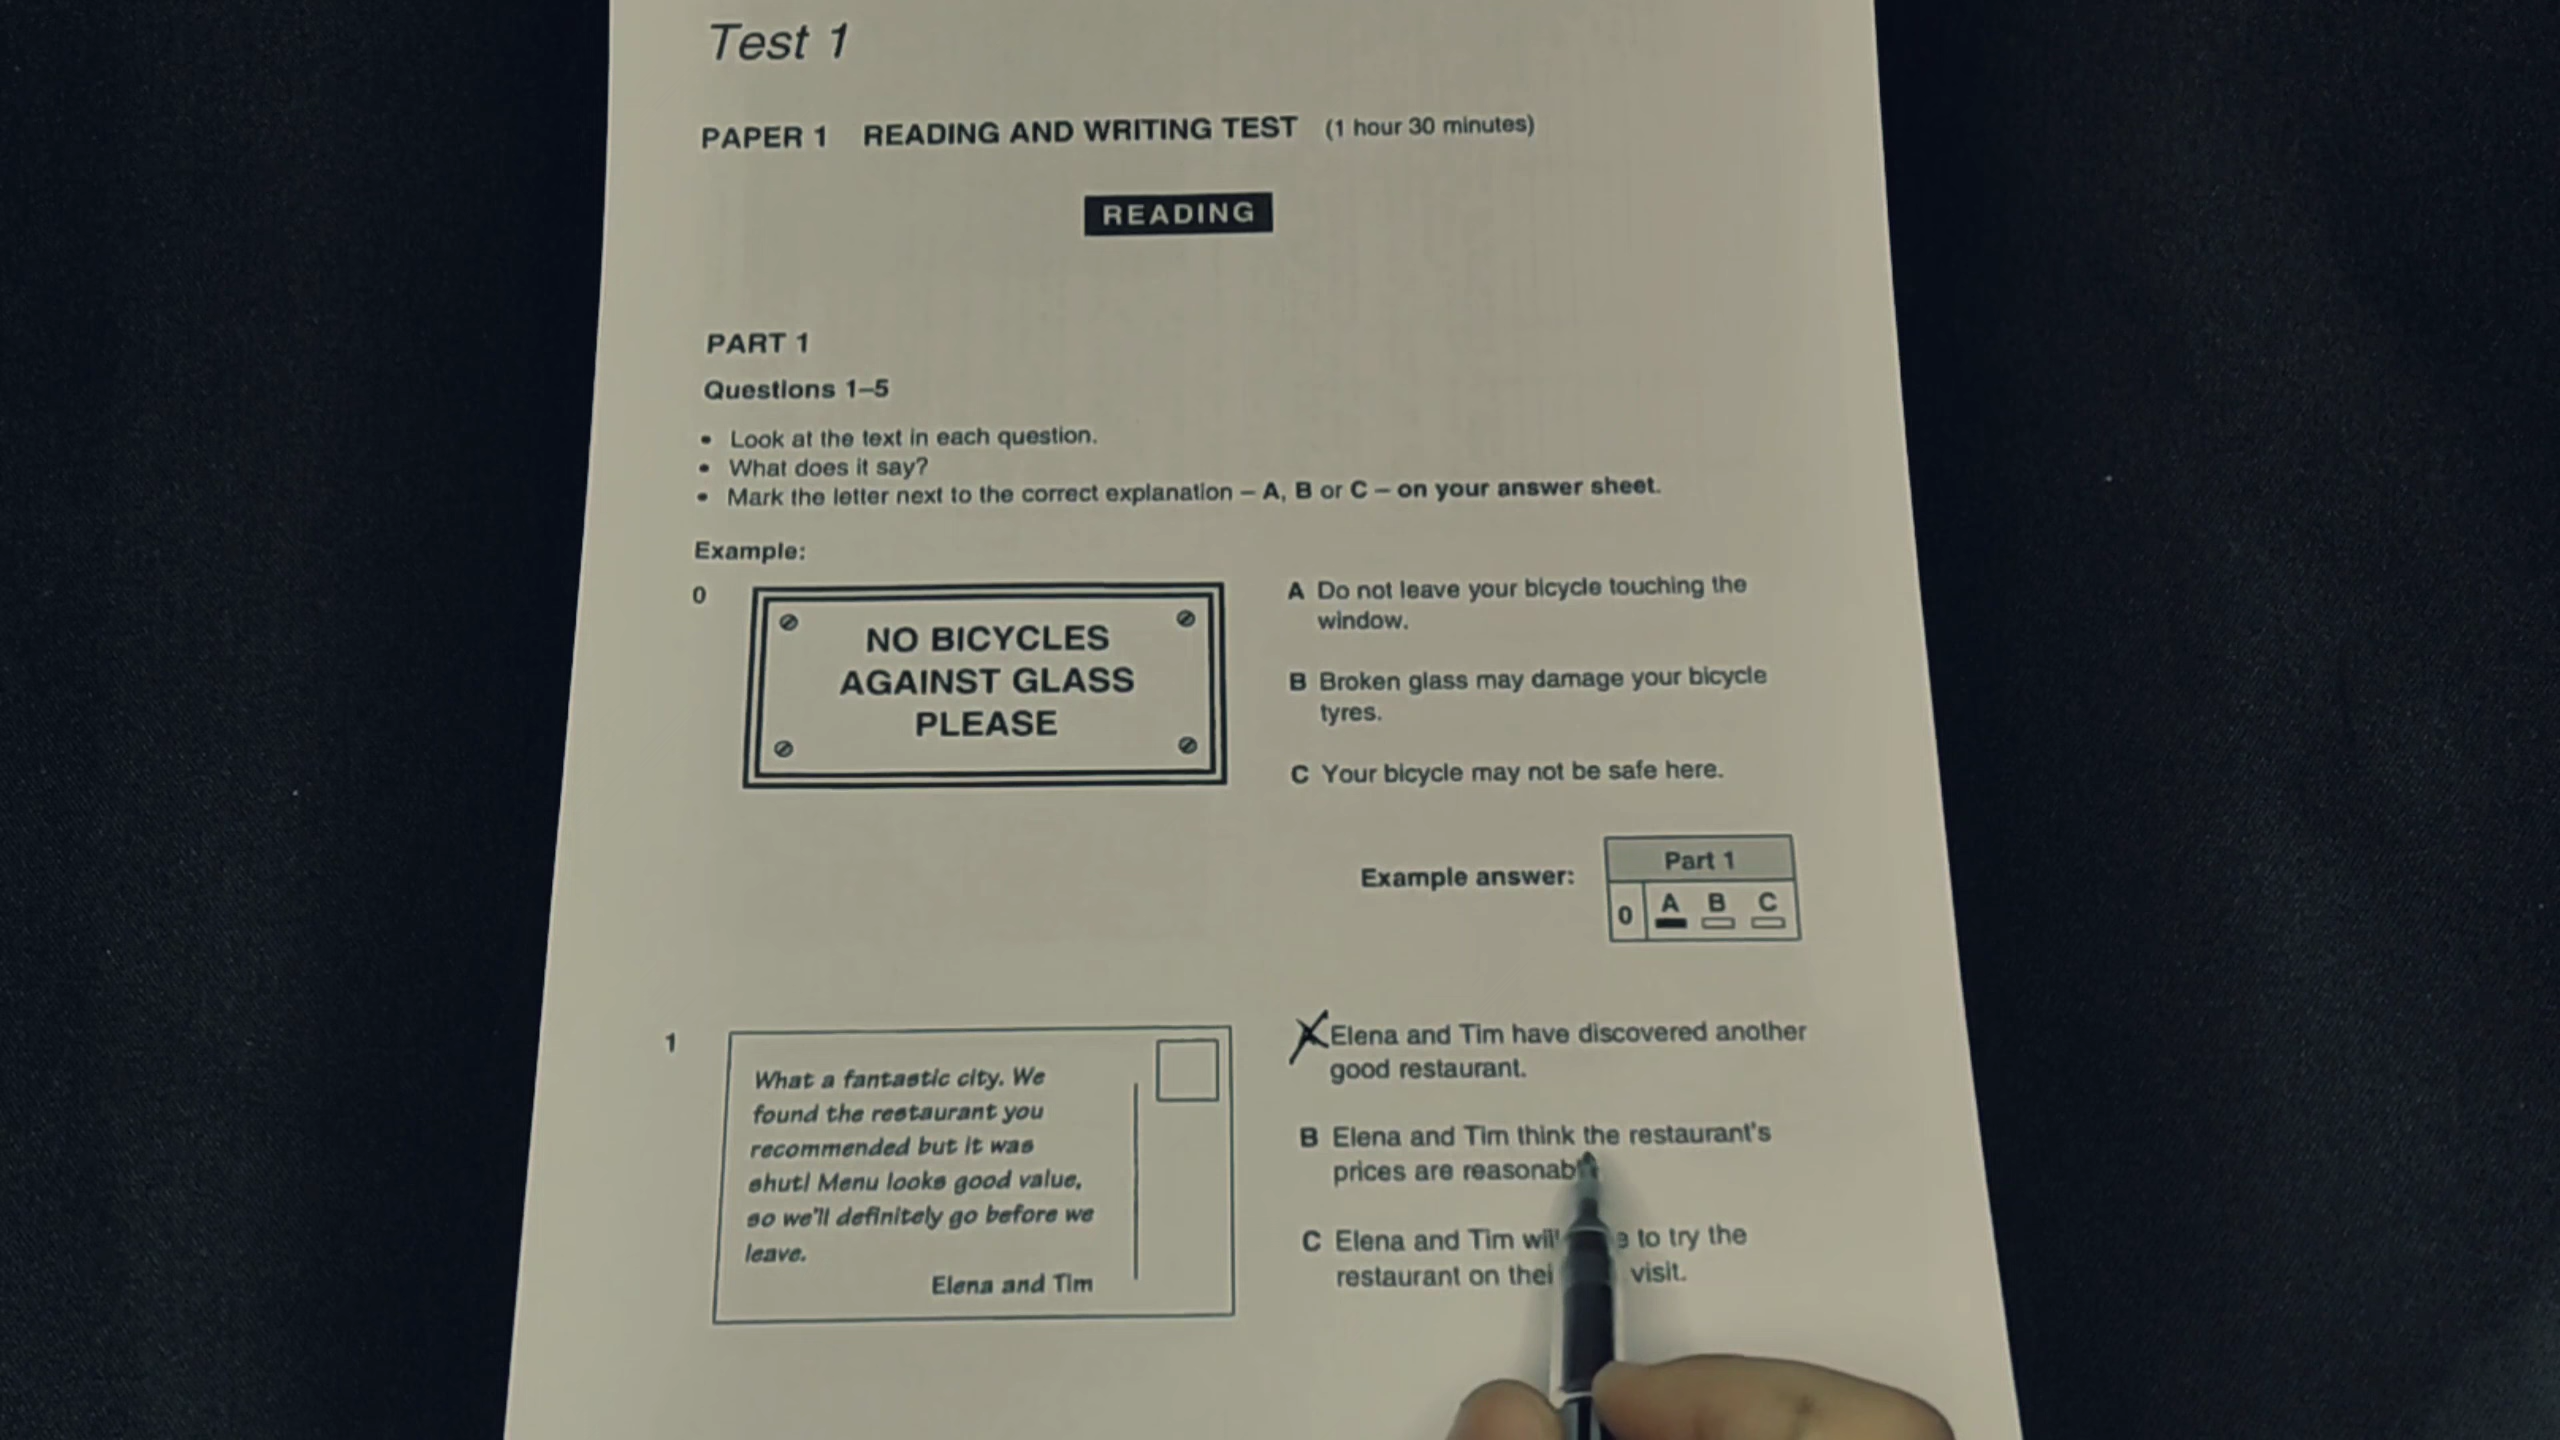 Test 1
PAPER 1 READING AND WRITING TEST (1 hour 30 minutes)
READING
PART 1
Questions 1–5
• Look at the text in each question.
• What does it say?
• Mark the letter next to the correct explanation – A, B or C – on your answer sheet.
Example:
0
NO BICYCLES
AGAINST GLASS
PLEASE
A Do not leave your bicycle touching the
window.
B Broken glass may damage your bicycle
tyres.
C Your bicycle may not be safe here.
Example answer:
Part 1
0 A B C
1
What a fantastic city. We
found the restaurant you
recommended but it was
shut! Menu looks good value,
so we'll definitely go before we
leave.
Elena and Tim
Elena and Tim have discovered another
good restaurant.
B Elena and Tim think the restaurant's
prices are
C Elena and Tim to try the
restaurant on visit.